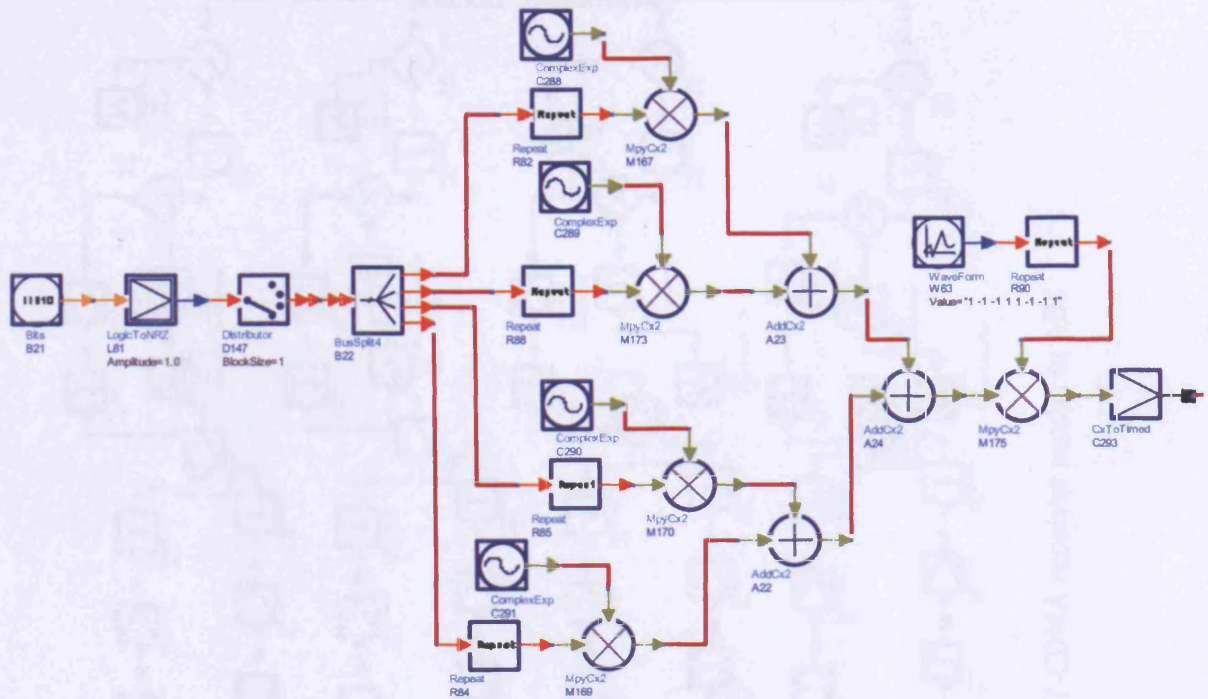 ComplexExp
C288
Repeat
Repeat
R82
MpyCx2
M167
ComplexExp
C289
Repeat
Repeat
R88
MpyCx2
M173
AddCx2
A23
WaveForm
W63
Value="1 -1 -1 1 1 -1 -1 1"
Repeat
Repeat
R90
11010
Bits
B21
LogicToNRZ
L81
Amplitude=1.0
Distributor
D147
BlockSize=1
BusSplit4
B22
AddCx2
A24
MpyCx2
M175
CxToTimed
C293
ComplexExp
C290
Repeat
Repeat
R85
MpyCx2
M170
AddCx2
A22
ComplexExp
C291
Repeat
Repeat
R84
MpyCx2
M169